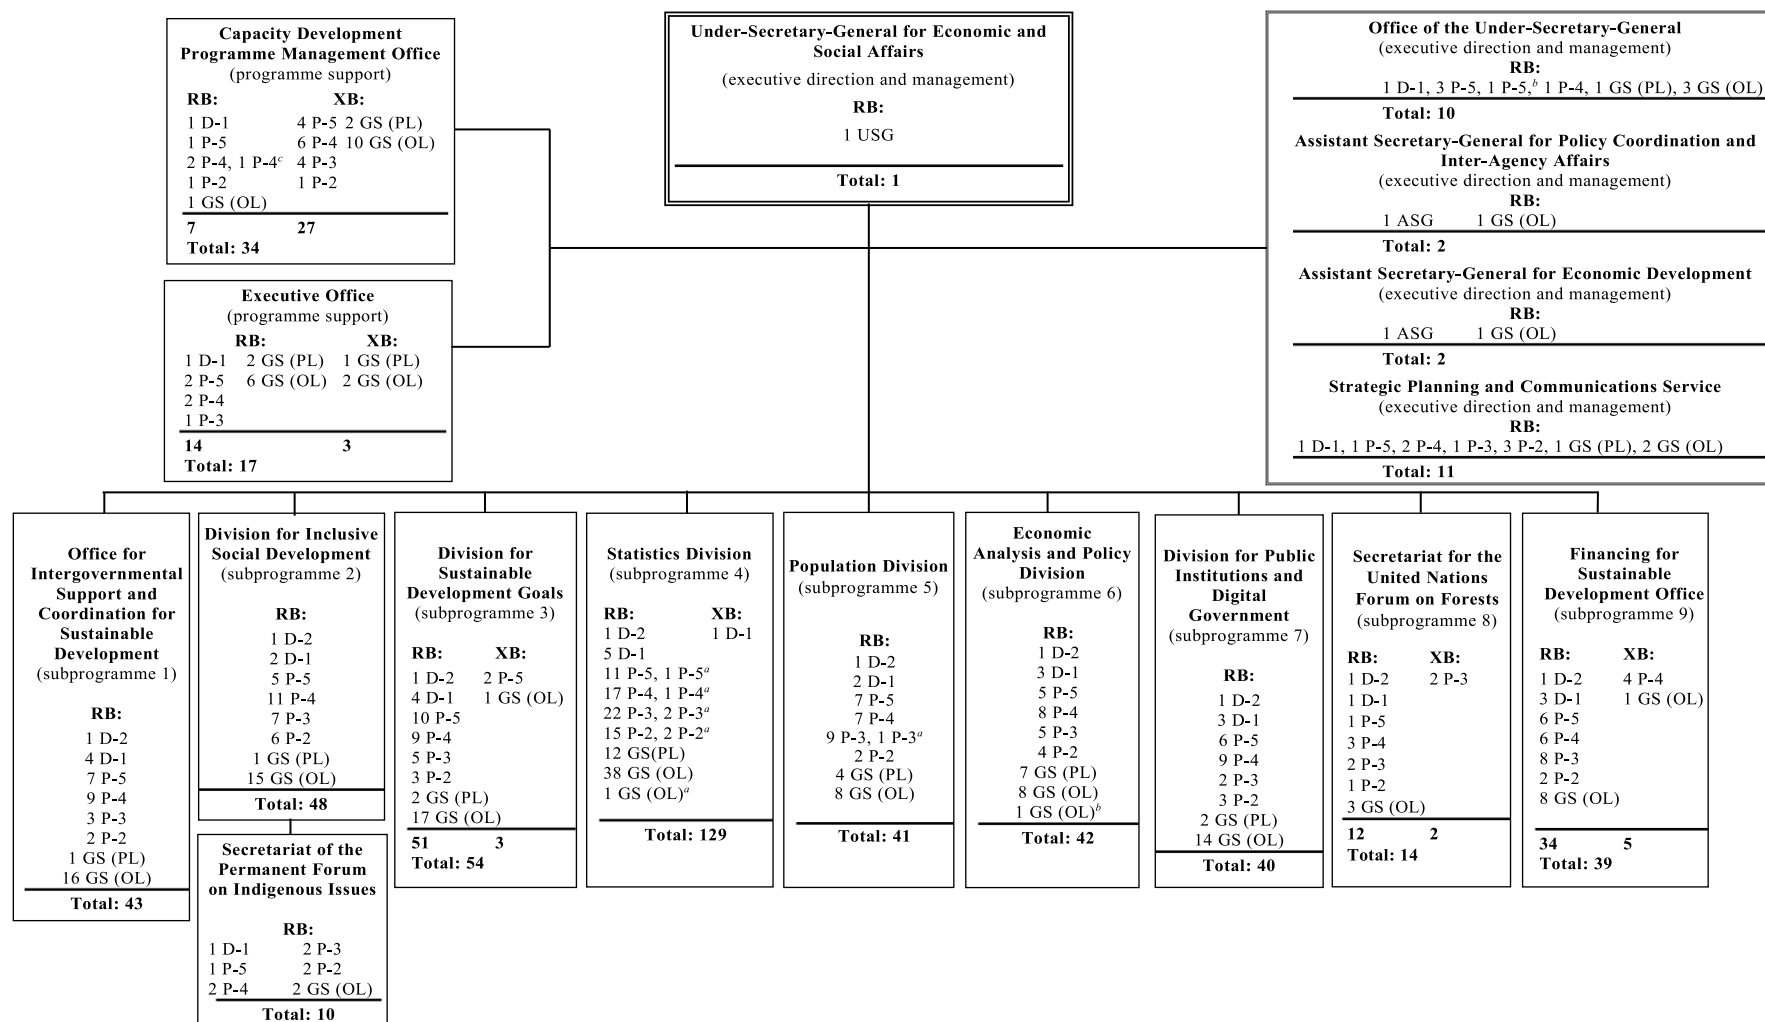 Capacity Development
Programme Management Office
(programme support)
RB: XB:
1 D-1 4 P-5 2 GS (PL)
1 P-5 6 P-4 10 GS (OL)
2 P-4, 1 P-4c 4 P-3
1 P-2 1 P-2
1 GS (OL)
7 27
Total: 34
Executive Office
(programme support)
RB: XB:
1 D-1 2 GS (PL) 1 GS (PL)
2 P-5 6 GS (OL) 2 GS (OL)
2 P-4
1 P-3
14 3
Total: 17
Under-Secretary-General for Economic and
Social Affairs
(executive direction and management)
RB:
1 USG
Total: 1
Office of the Under-Secretary-General
(executive direction and management)
RB:
1 D-1, 3 P-5, 1 P-5,b 1 P-4, 1 GS (PL), 3 GS (OL)
Total: 10
Assistant Secretary-General for Policy Coordination and
Inter-Agency Affairs
(executive direction and management)
RB:
1 ASG 1 GS (OL)
Total: 2
Assistant Secretary-General for Economic Development
(executive direction and management)
RB:
1 ASG 1 GS (OL)
Total: 2
Strategic Planning and Communications Service
(executive direction and management)
RB:
1 D-1, 1 P-5, 2 P-4, 1 P-3, 3 P-2, 1 GS (PL), 2 GS (OL)
Total: 11
Office for
Intergovernmental
Support and
Coordination for
Sustainable
Development
(subprogramme 1)
RB:
1 D-2
4 D-1
7 P-5
9 P-4
3 P-3
2 P-2
1 GS (PL)
16 GS (OL)
Total: 43
Division for Inclusive
Social Development
(subprogramme 2)
RB:
1 D-2
2 D-1
5 P-5
11 P-4
7 P-3
6 P-2
1 GS (PL)
15 GS (OL)
Total: 48
Secretariat of the
Permanent Forum
on Indigenous Issues
RB:
1 D-1 2 P-3
1 P-5 2 P-2
2 P-4 2 GS (OL)
Total: 10
Division for
Sustainable
Development Goals
(subprogramme 3)
RB: XB:
1 D-2 2 P-5
4 D-1 1 GS (OL)
10 P-5
9 P-4
5 P-3
3 P-2
2 GS (PL)
17 GS (OL)
51 3
Total: 54
Statistics Division
(subprogramme 4)
RB: XB:
1 D-2 1 D-1
5 D-1
11 P-5, 1 P-5a
17 P-4, 1 P-4a
22 P-3, 2 P-3a
15 P-2, 2 P-2a
12 GS(PL)
38 GS (OL)
1 GS (OL)a
Total: 129
Population Division
(subprogramme 5)
RB:
1 D-2
2 D-1
7 P-5
7 P-4
9 P-3, 1 P-3a
2 P-2
4 GS (PL)
8 GS (OL)
Total: 41
Economic
Analysis and Policy
Division
(subprogramme 6)
RB:
1 D-2
3 D-1
5 P-5
8 P-4
5 P-3
4 P-2
7 GS (PL)
8 GS (OL)
1 GS (OL)b
Total: 42
Division for Public
Institutions and
Digital
Government
(subprogramme 7)
RB:
1 D-2
3 D-1
6 P-5
9 P-4
2 P-3
3 P-2
2 GS (PL)
14 GS (OL)
Total: 40
Secretariat for the
United Nations
Forum on Forests
(subprogramme 8)
RB: XB:
1 D-2 2 P-3
1 D-1
1 P-5
3 P-4
2 P-3
1 P-2
3 GS (OL)
12 2
Total: 14
Financing for
Sustainable
Development Office
(subprogramme 9)
RB: XB:
1 D-2 4 P-4
3 D-1 1 GS (OL)
6 P-5
6 P-4
8 P-3
2 P-2
8 GS (OL)
34 5
Total: 39